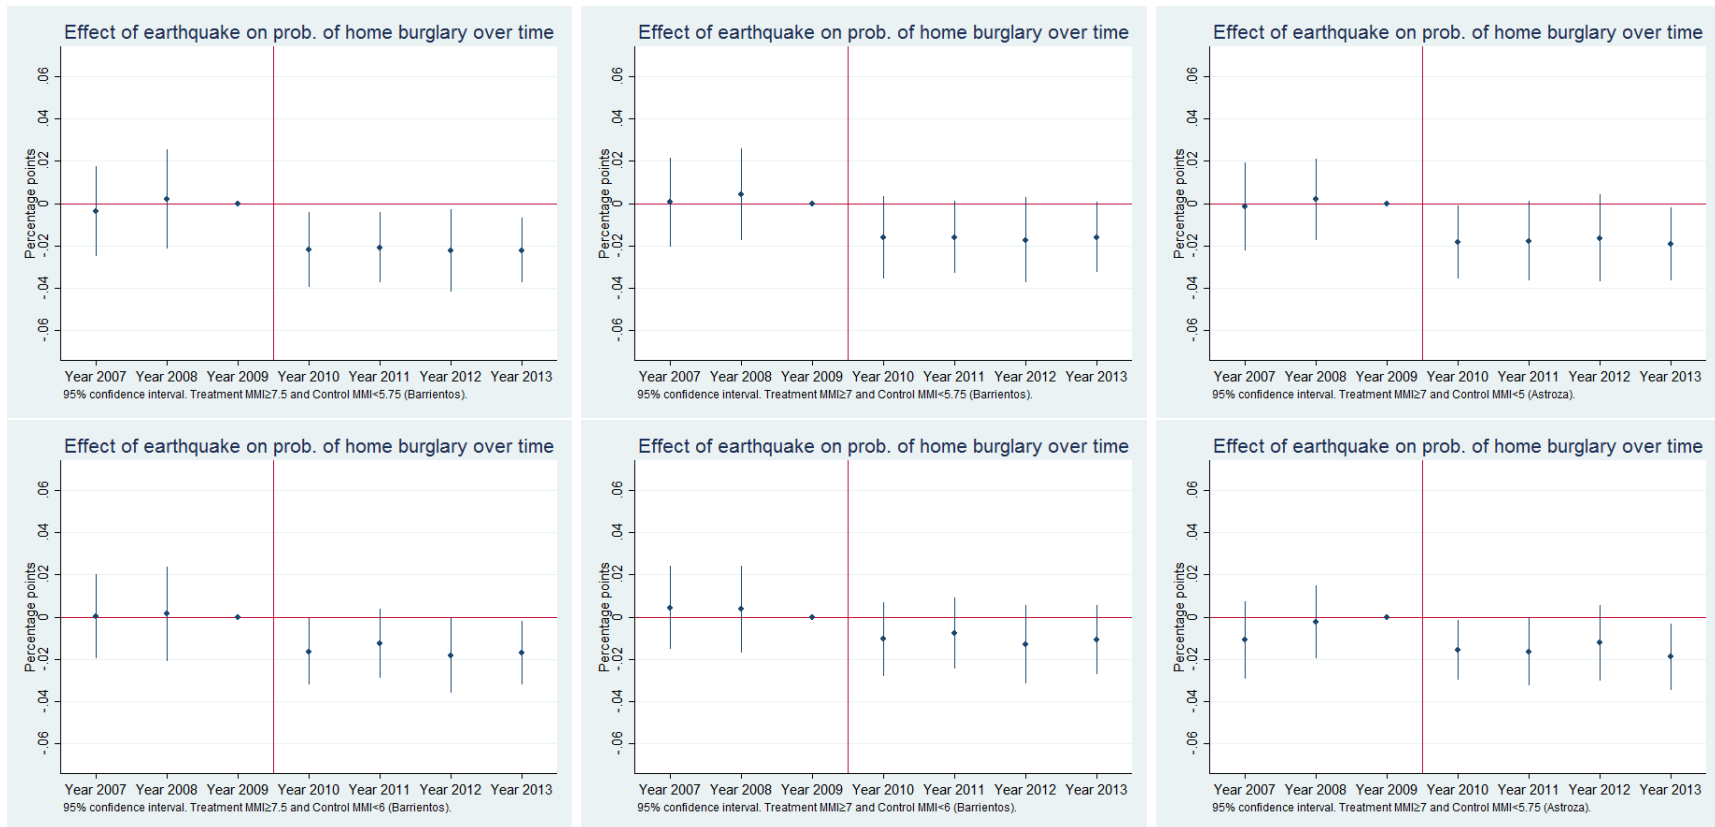 Effect of earthquake on prob. of home burglary over time
Percentage points
.06
.04
.02
0
-.02
-.04
-.06
Year 2007 Year 2008 Year 2009 Year 2010 Year 2011 Year 2012 Year 2013
95% confidence interval. Treatment MMI≥7.5 and Control MMI<5.75 (Barrientos).
Effect of earthquake on prob. of home burglary over time
Percentage points
.06
.04
.02
0
-.02
-.04
-.06
Year 2007 Year 2008 Year 2009 Year 2010 Year 2011 Year 2012 Year 2013
95% confidence interval. Treatment MMI≥7 and Control MMI<5.75 (Barrientos).
Effect of earthquake on prob. of home burglary over time
Percentage points
.06
.04
.02
0
-.02
-.04
-.06
Year 2007 Year 2008 Year 2009 Year 2010 Year 2011 Year 2012 Year 2013
95% confidence interval. Treatment MMI≥7 and Control MMI<5 (Astroza).
Effect of earthquake on prob. of home burglary over time
Percentage points
.06
.04
.02
0
-.02
-.04
-.06
Year 2007 Year 2008 Year 2009 Year 2010 Year 2011 Year 2012 Year 2013
95% confidence interval. Treatment MMI≥7.5 and Control MMI<6 (Barrientos).
Effect of earthquake on prob. of home burglary over time
Percentage points
.06
.04
.02
0
-.02
-.04
-.06
Year 2007 Year 2008 Year 2009 Year 2010 Year 2011 Year 2012 Year 2013
95% confidence interval. Treatment MMI≥7 and Control MMI<6 (Barrientos).
Effect of earthquake on prob. of home burglary over time
Percentage points
.06
.04
.02
0
-.02
-.04
-.06
Year 2007 Year 2008 Year 2009 Year 2010 Year 2011 Year 2012 Year 2013
95% confidence interval. Treatment MMI≥7 and Control MMI<5.75 (Astroza).